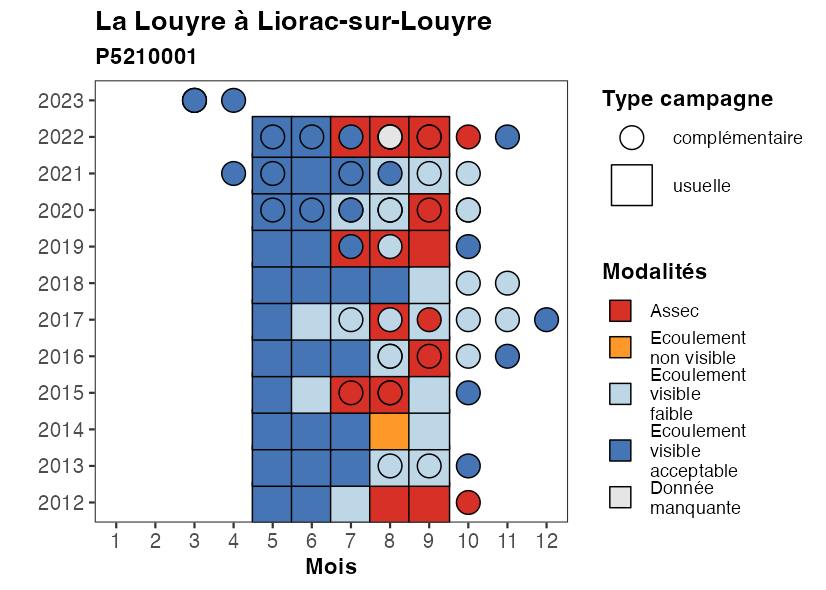 La Louyre à Liorac-sur-Louyre
P5210001
2023
2022
2021
2020
2019
2018
2017
2016
2015
2014
2013
2012
1 2 3 4 5 6 7 8 9 10 11 12
Mois
Type campagne
complémentaire
usuelle
Modalités
Assec
Ecoulement
non visible
Ecoulement
visible
faible
Ecoulement
visible
acceptable
Donnée
manquante